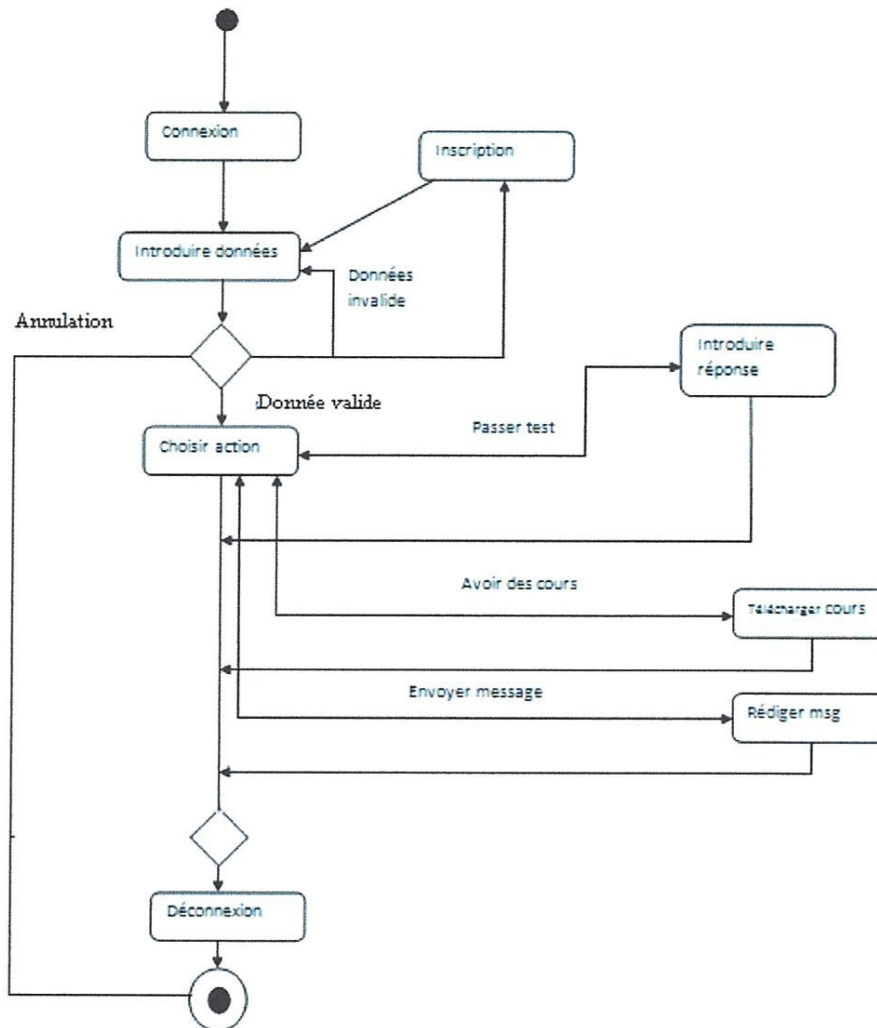 Connexion
Inscription
Introduire données
Données
invalide
Annulation
Introduire
réponse
Donnée valide
Passer test
Choisir action
Avoir des cours
Télécharger cours
Envoyer message
Rédiger msg
Déconnexion